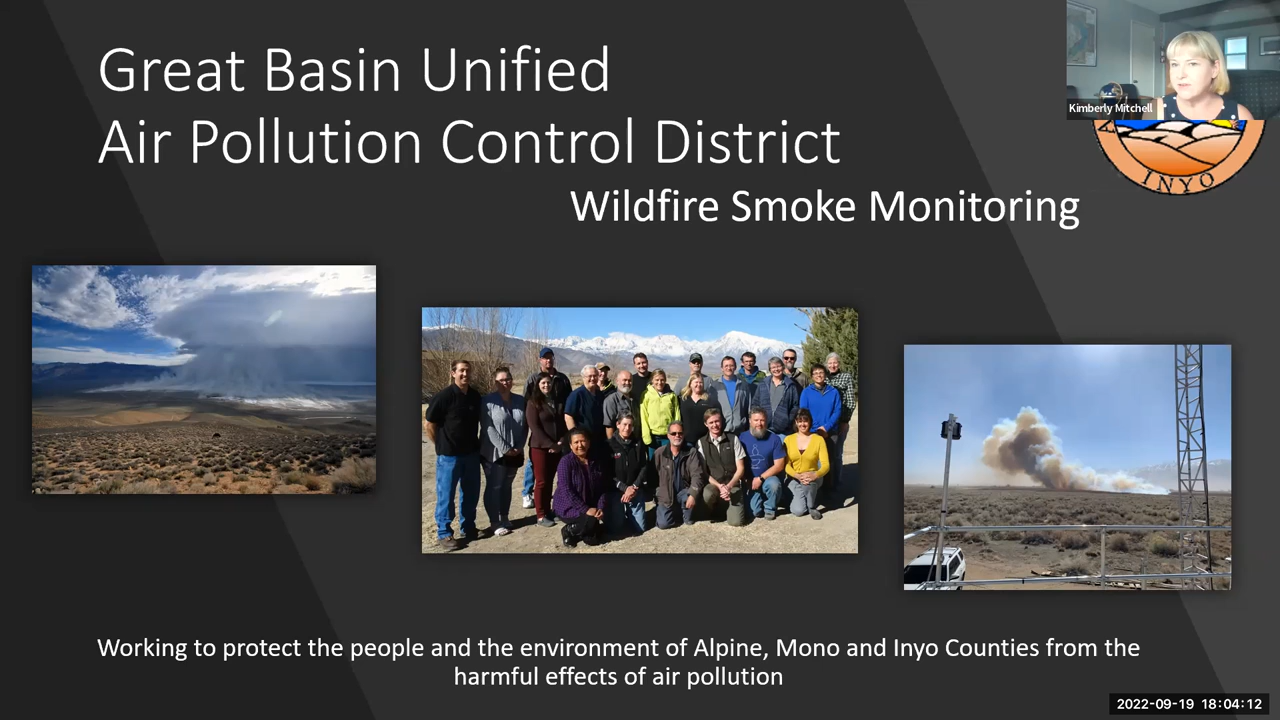 Great Basin Unified
Air Pollution Control District
Kimberly Mitchell
INYO
Wildfire Smoke Monitoring
Working to protect the people and the environment of Alpine, Mono and Inyo Counties from the
harmful effects of air pollution
2022-09-19 18:04:12